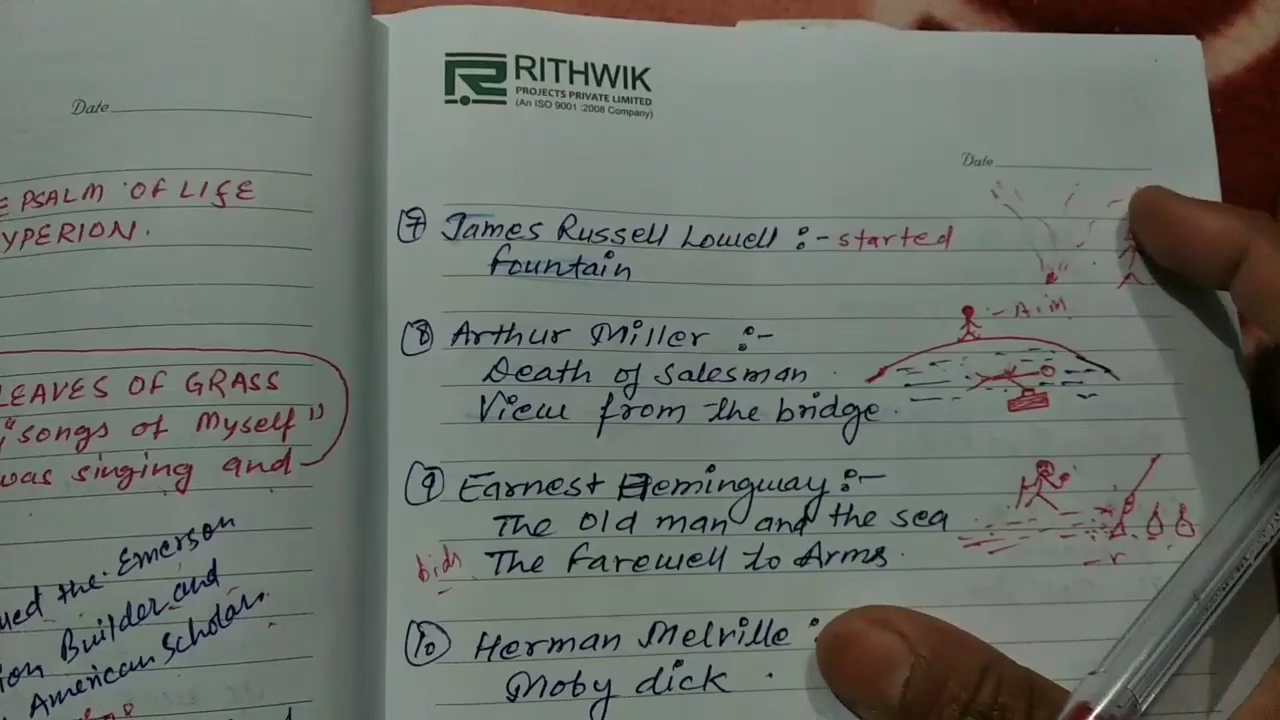 Date
E PSALM OF LIFE
YPERION.
LEAVES OF GRASS
"songs of Myself"
was singing and
ued the Emerson
ion Builder and
American Scholar.
RITHWIK
PROJECTS PRIVATE LIMITED
(An ISO 9001 :2008 Company)
Date
7 James Russell Lowell :- started
fountain
8 Arthur Miller :-
Death of salesman
View from the bridge.
- Aim
9 Earnest Hemingway :-
The old man and the sea
bids The Farewell to Arms.
10 Herman Melville :
Moby dick .